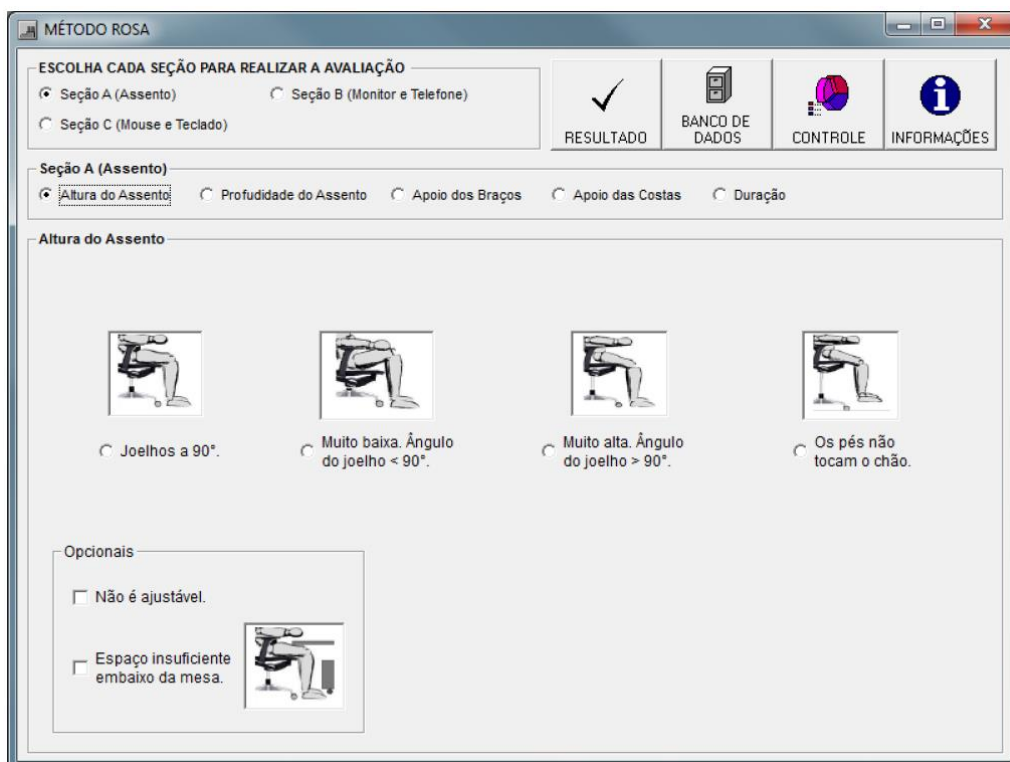 MÉTODO ROSA
ESCOLHA CADA SEÇÃO PARA REALIZAR A AVALIAÇÃO
Seção A (Assento)
Seção B (Monitor e Telefone)
Seção C (Mouse e Teclado)
RESULTADO
BANCO DE
DADOS
CONTROLE
INFORMAÇÕES
Seção A (Assento)
Altura do Assento
Profudidade do Assento
Apoio dos Braços
Apoio das Costas
Duração
Altura do Assento
Joelhos a 90°.
Muito baixa. Ângulo
do joelho < 90°.
Muito alta. Ângulo
do joelho > 90°.
Os pés não
tocam o chão.
Opcionais
Não é ajustável.
Espaço insuficiente
embaixo da mesa.